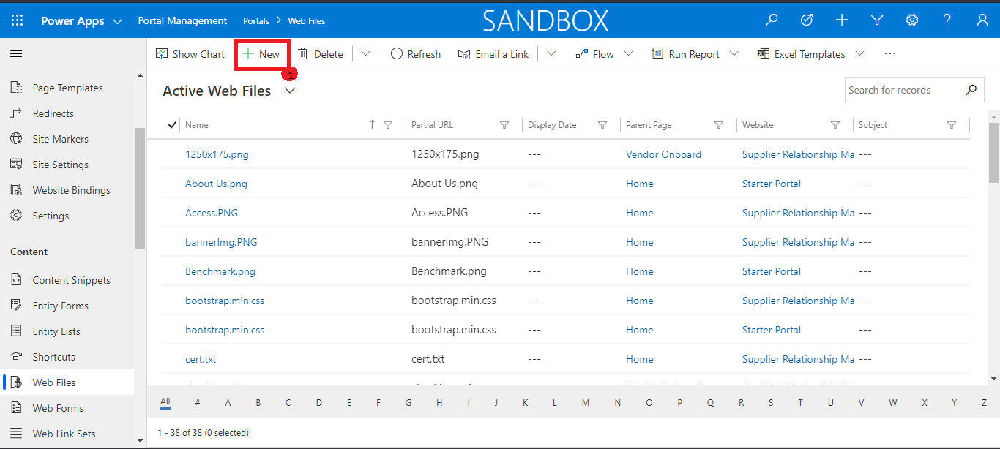 Power Apps Portal Management Portals > Web Files SANDBOX ?
Show Chart + New Delete Refresh Email a Link Flow Run Report Excel Templates ...
1
Page Templates
Redirects
Site Markers
Site Settings
Website Bindings
Settings
Content
Content Snippets
Entity Forms
Entity Lists
Shortcuts
Web Files
Web Forms
Web Link Sets
Active Web Files
Search for records
Name ↑ Partial URL Display Date Parent Page Website Subject
1250x175.png 1250x175.png --- Vendor Onboard Supplier Relationship Ma ---
About Us.png About Us.png --- Home Starter Portal ---
Access.PNG Access.PNG --- Home Supplier Relationship Ma ---
bannerImg.PNG bannerImg.PNG --- Home Supplier Relationship Ma ---
Benchmark.png Benchmark.png --- Home Starter Portal ---
bootstrap.min.css bootstrap.min.css --- Home Supplier Relationship Ma ---
bootstrap.min.css bootstrap.min.css --- Home Starter Portal ---
cert.txt cert.txt --- Home Supplier Relationship Ma ---
All # A B C D E F G H I J K L M N O P Q R S T U V W X Y Z
1 - 38 of 38 (0 selected)